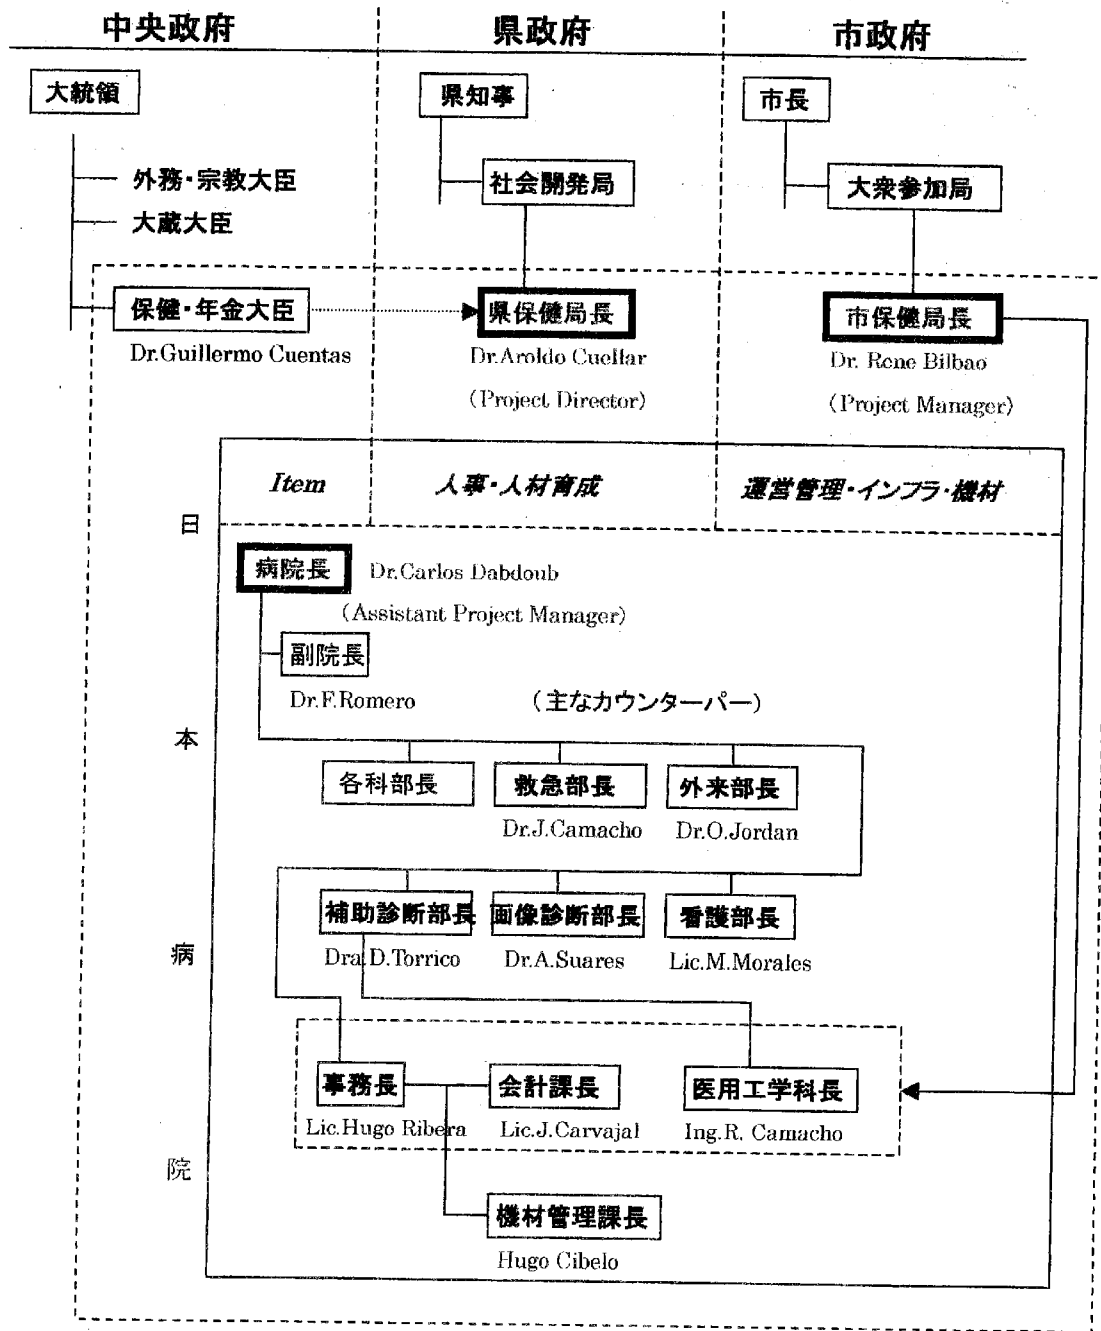 中央政府 県政府 市政府
大統領 県知事 市長
外務・宗教大臣 社会開発局 大衆参加局
大蔵大臣
保健・年金大臣 県保健局長 市保健局長
Dr.Guillermo Cuentas Dr.Aroldo Cuellar Dr. Rene Bilbao
(Project Director) (Project Manager)
Item 人事・人材育成 運営管理・インフラ・機材
日本病院
病院長 Dr.Carlos Dabdoub
(Assistant Project Manager)
副院長
Dr.F.Romero (主なカウンターパー)
各科部長 救急部長 外来部長
Dr.J.Camacho Dr.O.Jordan
補助診断部長 画像診断部長 看護部長
Dra.D.Torrico Dr.A.Suares Lic.M.Morales
事務長 会計課長 医用工学科長
Lic.Hugo Ribera Lic.J.Carvajal Ing.R. Camacho
機材管理課長
Hugo Cibelo